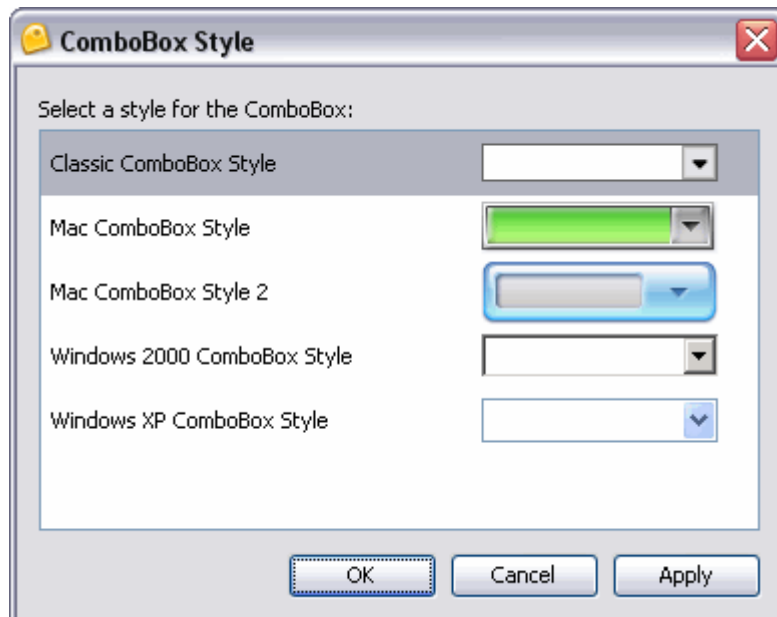 ComboBox Style
Select a style for the ComboBox:
Classic ComboBox Style
Mac ComboBox Style
Mac ComboBox Style 2
Windows 2000 ComboBox Style
Windows XP ComboBox Style
OK Cancel Apply